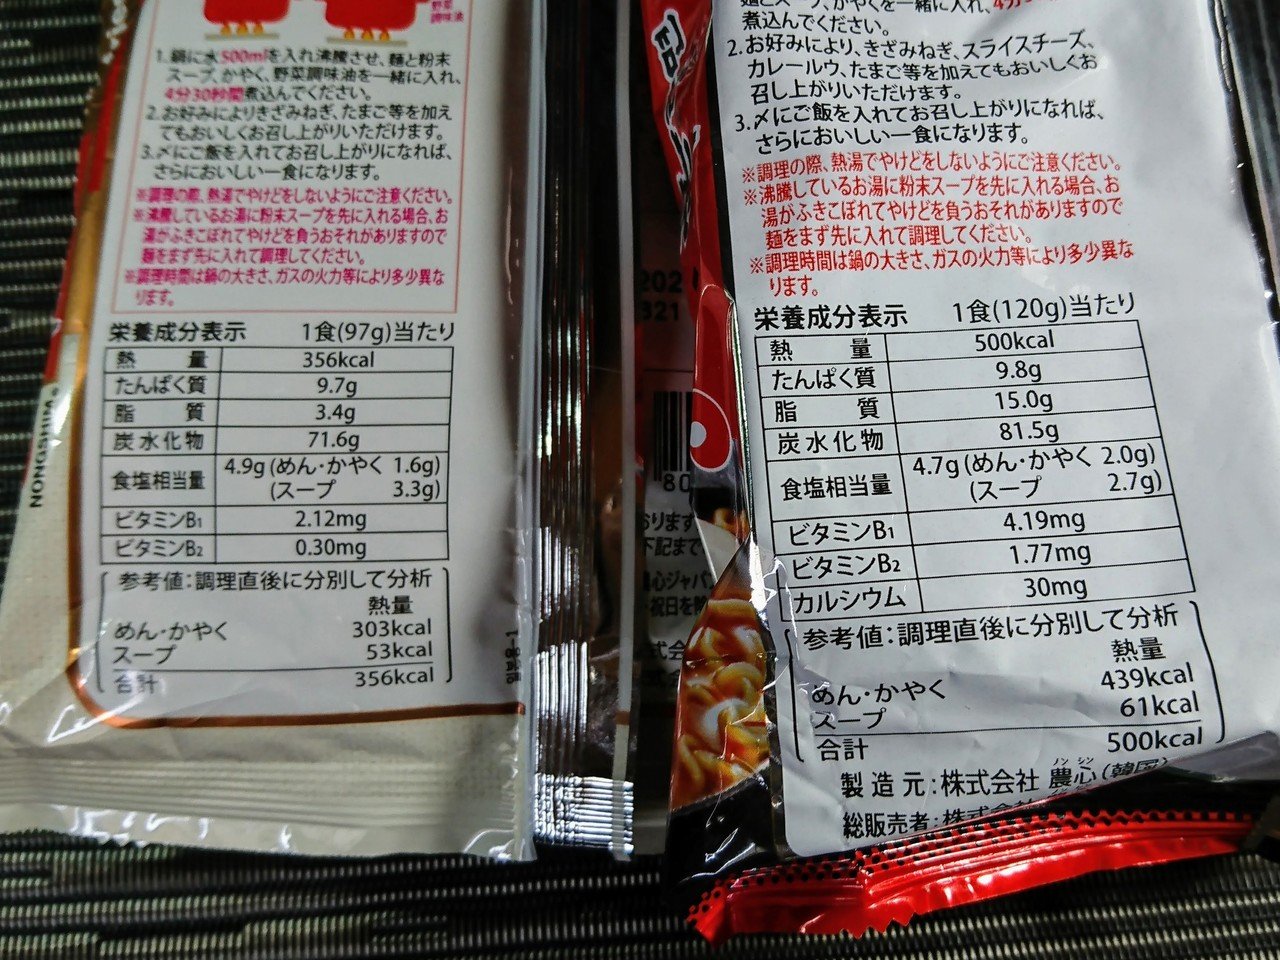 野菜
調味油
1.鍋に水500mlを入れ沸騰させ、麺と粉末
スープ、かやく、野菜調味油を一緒に入れ、
4分30秒間煮込んでください。
2.お好みによりきざみねぎ、たまご等を加え
てもおいしくお召し上がりいただけます。
3.〆にご飯を入れてお召し上がりになれば、
さらにおいしい一食になります。
※調理の際、熱湯でやけどをしないようにご注意ください。
※沸騰しているお湯に粉末スープを先に入れる場合、お
湯がふきこぼれてやけどを負うおそれがありますので
麺をまず先に入れて調理してください。
※調理時間は鍋の大きさ、ガスの火力等により多少異な
ります。
栄養成分表示 1食(97g)当たり
熱量 356kcal
たんぱく質 9.7g
脂質 3.4g
炭水化物 71.6g
食塩相当量 4.9g(めん・かやく 1.6g)
(スープ 3.3g)
ビタミンB1 2.12mg
ビタミンB2 0.30mg
参考値:調理直後に分別して分析
熱量
めん・かやく 303kcal
スープ 53kcal
合計 356kcal
NONGSHIM
202
321
80
おります
下記まで
心ジャパ
祝日を除
式会
麺とスープ、かやくを一緒に入れ、4分
煮込んでください。
2.お好みにより、きざみねぎ、スライスチーズ、
カレールウ、たまご等を加えてもおいしくお
召し上がりいただけます。
3.〆にご飯を入れてお召し上がりになれば、
さらにおいしい一食になります。
※調理の際、熱湯でやけどをしないようにご注意ください。
※沸騰しているお湯に粉末スープを先に入れる場合、お
湯がふきこぼれてやけどを負うおそれがありますので
麺をまず先に入れて調理してください。
※調理時間は鍋の大きさ、ガスの火力等により多少異な
ります。
栄養成分表示 1食(120g)当たり
熱量 500kcal
たんぱく質 9.8g
脂質 15.0g
炭水化物 81.5g
食塩相当量 4.7g(めん・かやく 2.0g)
(スープ 2.7g)
ビタミンB1 4.19mg
ビタミンB2 1.77mg
カルシウム 30mg
参考値:調理直後に分別して分析
熱量
めん・かやく 439kcal
スープ 61kcal
合計 500kcal
製造元:株式会社 農心(韓国)
総販売者:株式会社